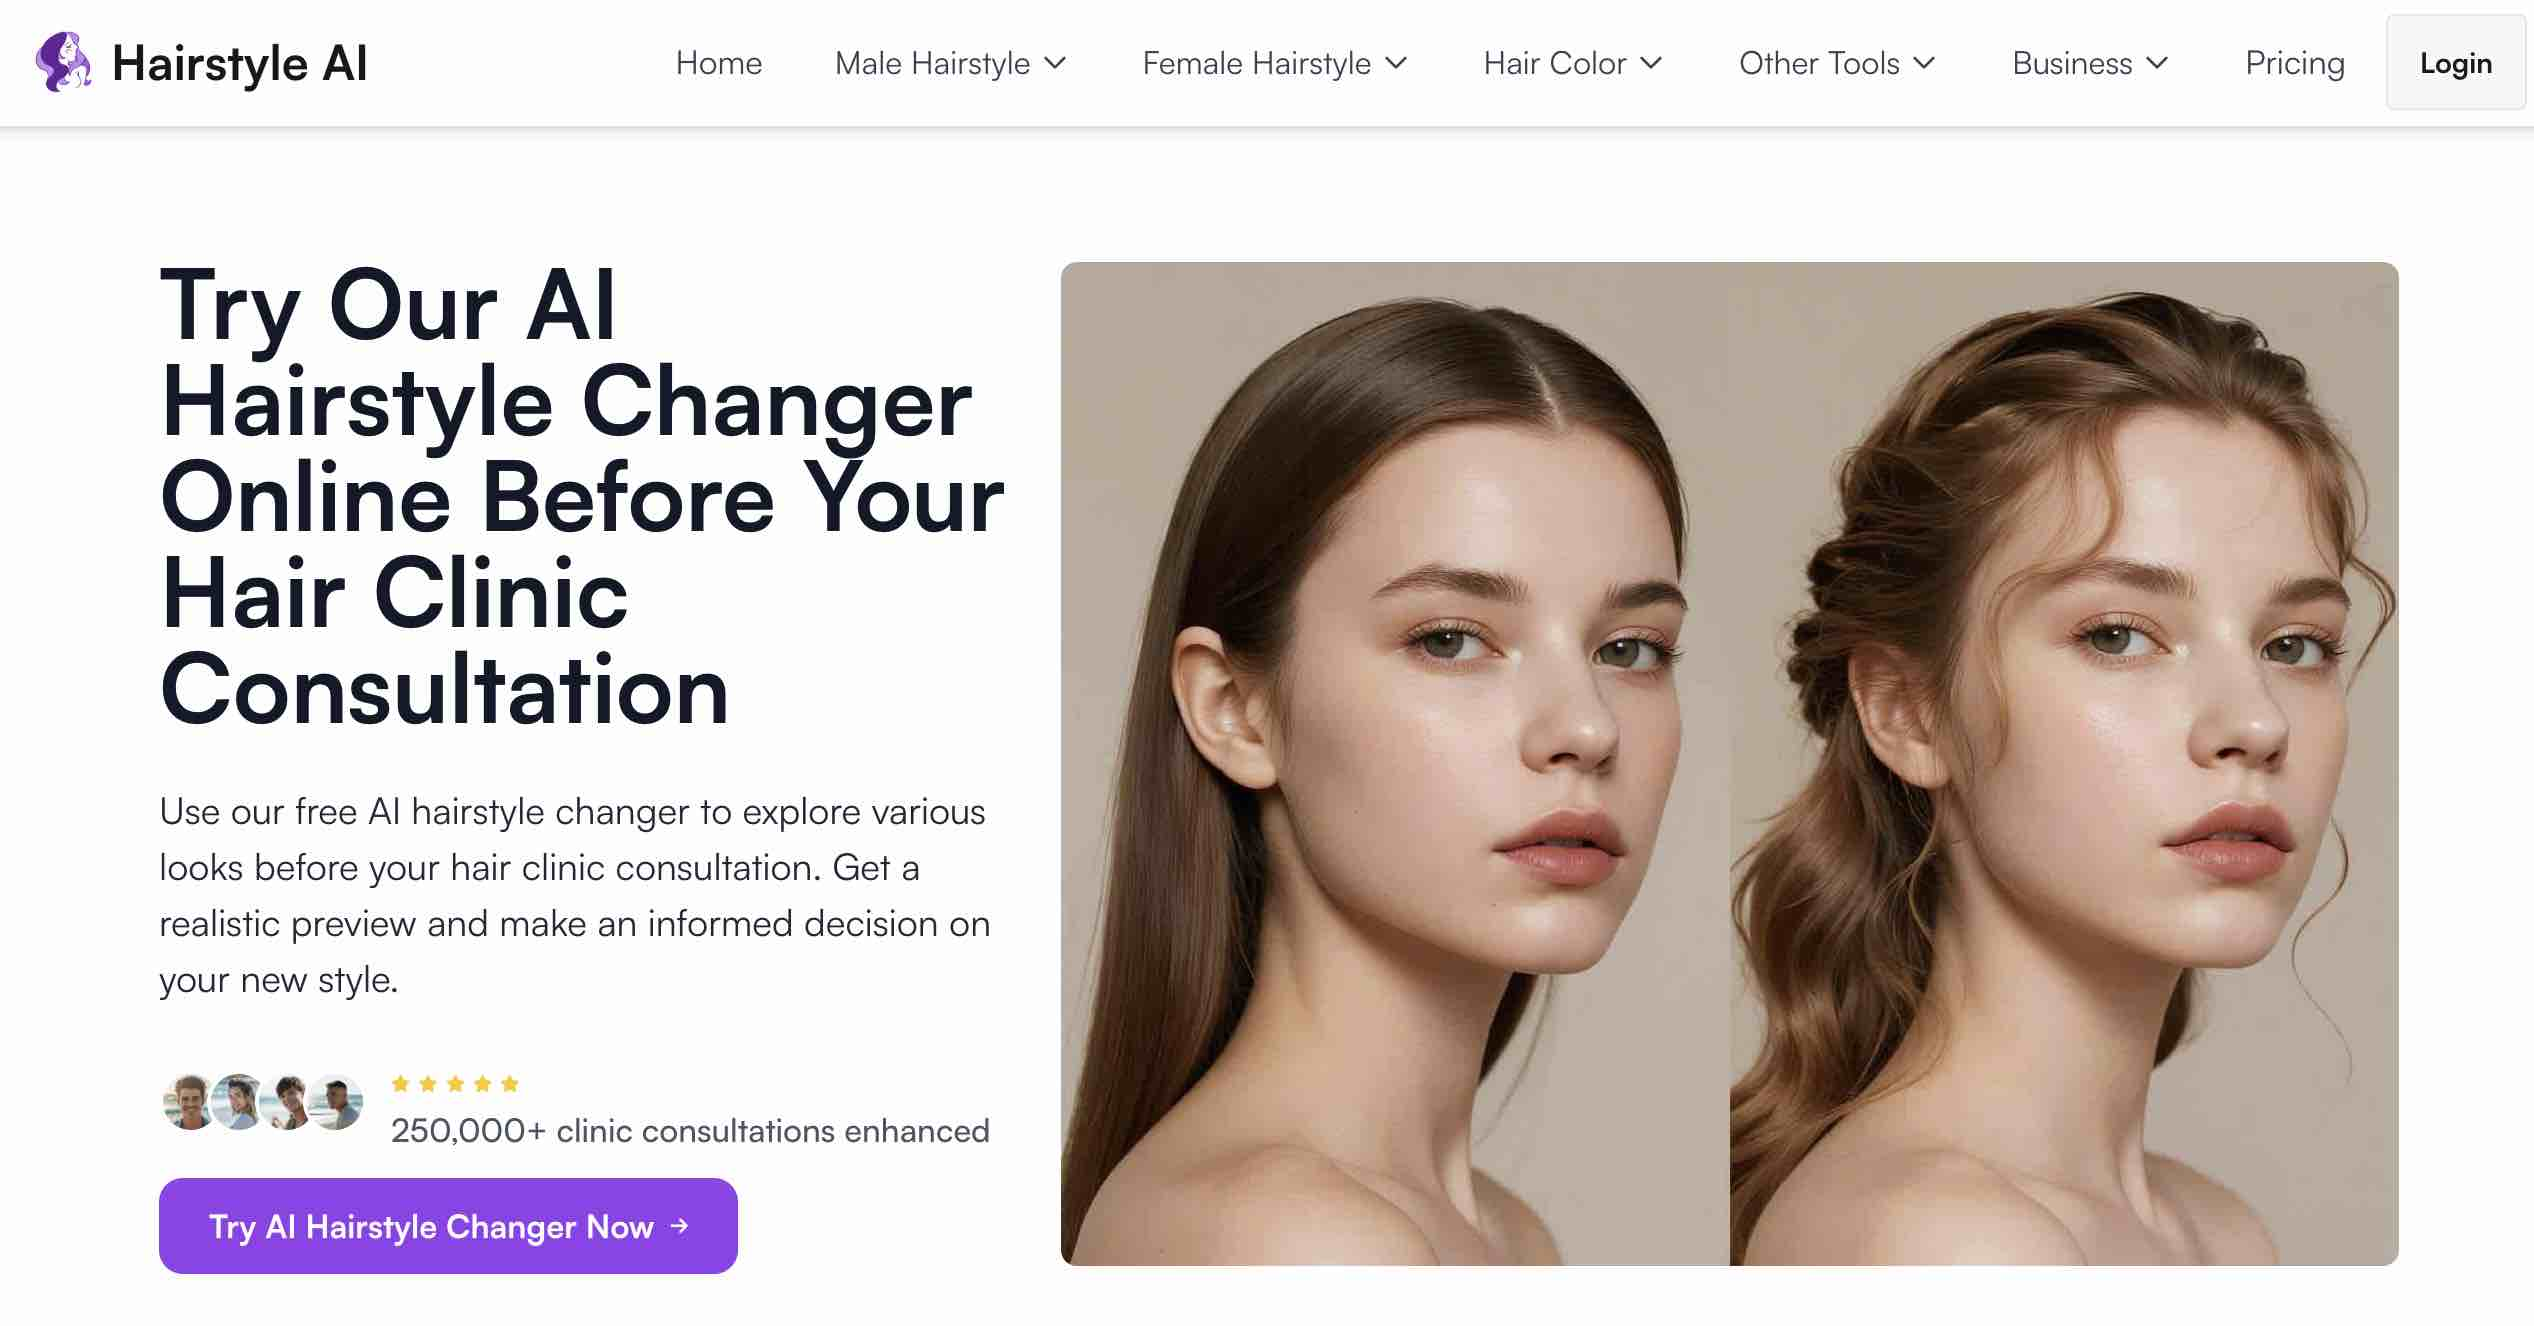 Hairstyle AI
Home
Male Hairstyle
Female Hairstyle
Hair Color
Other Tools
Business
Pricing
Login
Try Our AI
Hairstyle Changer
Online Before Your
Hair Clinic
Consultation
Use our free AI hairstyle changer to explore various
looks before your hair clinic consultation. Get a
realistic preview and make an informed decision on
your new style.
250,000+ clinic consultations enhanced
Try AI Hairstyle Changer Now →